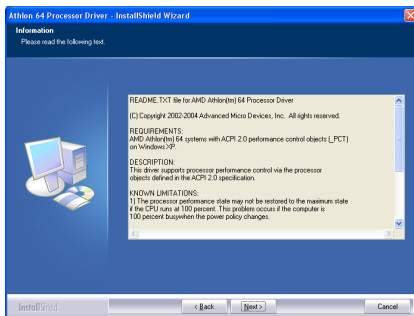 Athlon 64 Processor Driver - InstallShield Wizard
Information
Please read the following text.
README.TXT file for AMD Athlon(tm) 64 Processor Driver
(C) Copyright 2002-2004 Advanced Micro Devices, Inc. All rights reserved.
REQUIREMENTS:
AMD Athlon(tm) 64 systems with ACPI 2.0 performance control objects (_PCT)
on Windows XP.
DESCRIPTION:
This driver supports processor performance control via the processor
objects defined in the ACPI 2.0 specification.
KNOWN LIMITATIONS:
1) The processor performance state may not be restored to the maximum state
if the CPU runs at 100 percent. This problem occurs if the computer is
100 percent busywhen the power policy changes.
InstallShield
< Back
Next >
Cancel